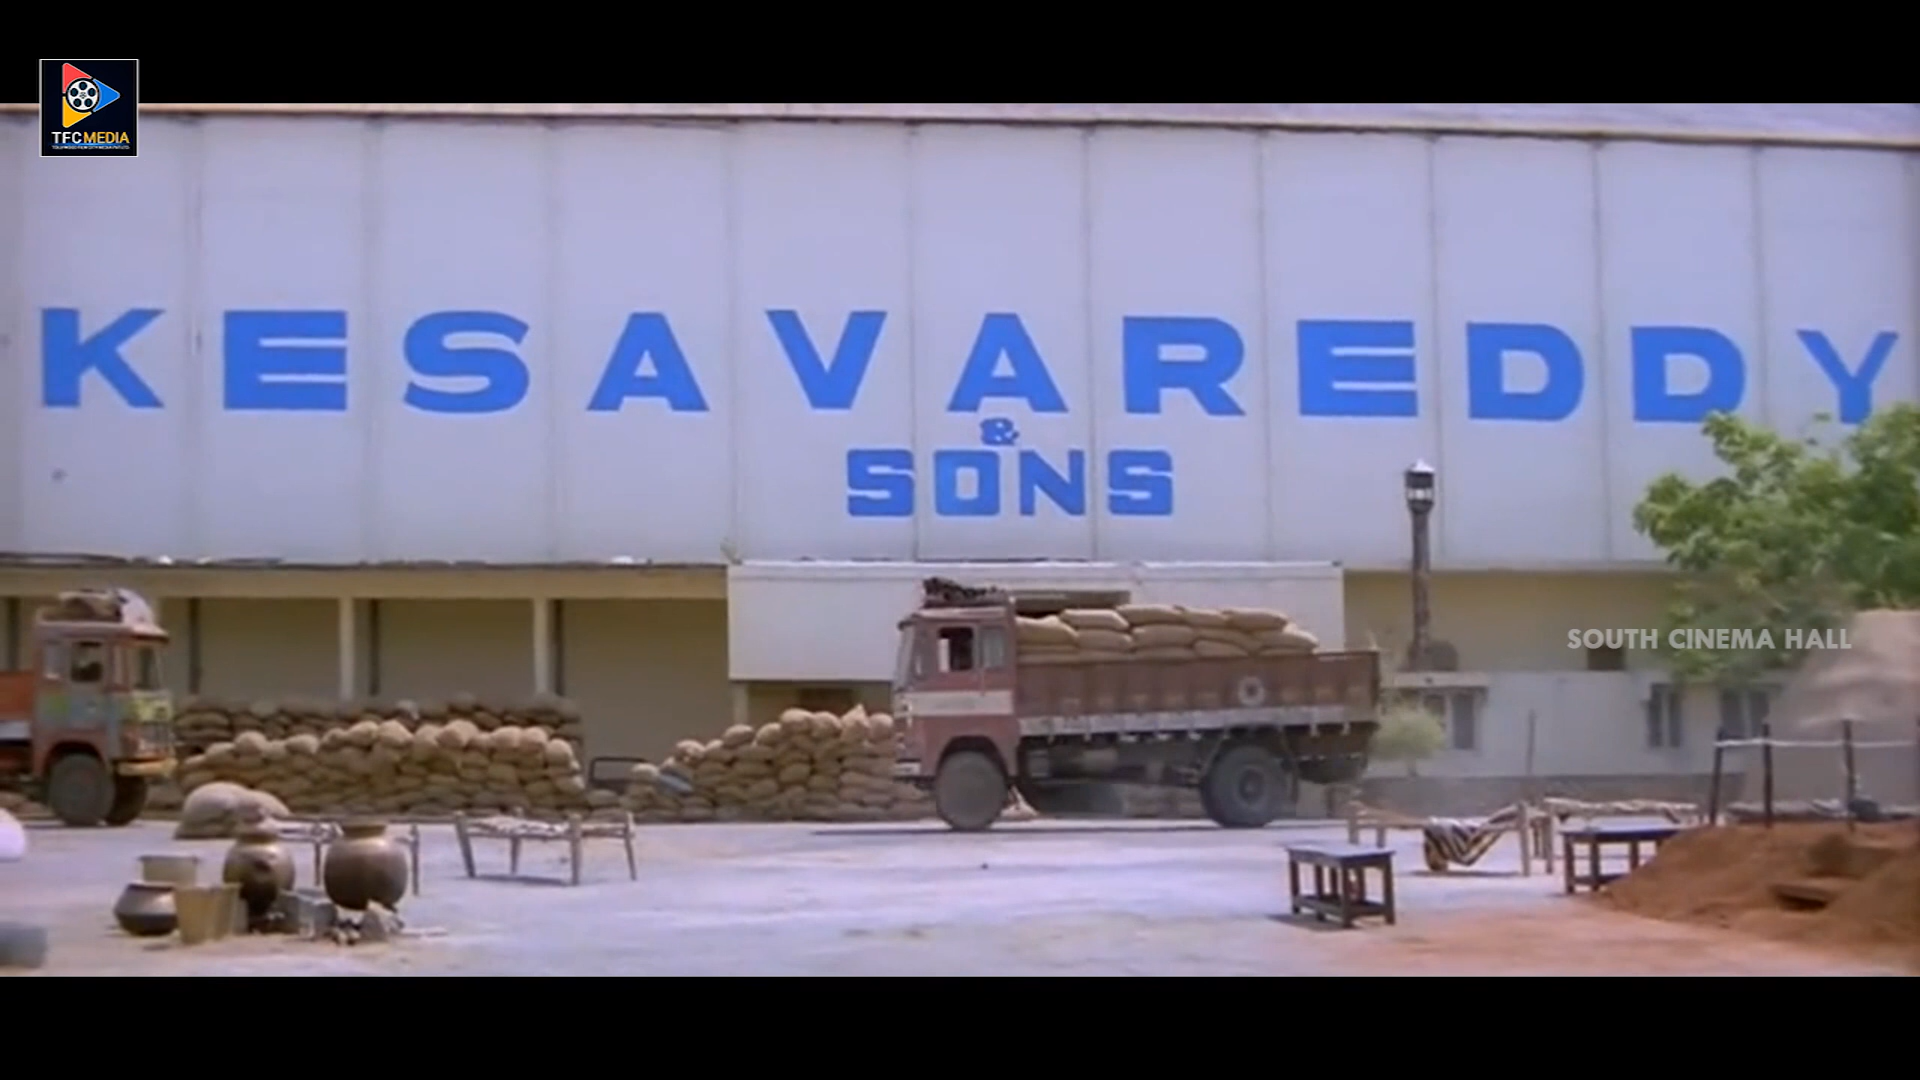 TFCMEDIA
KESAVAREDDY
&
SONS
SOUTH CINEMA HALL